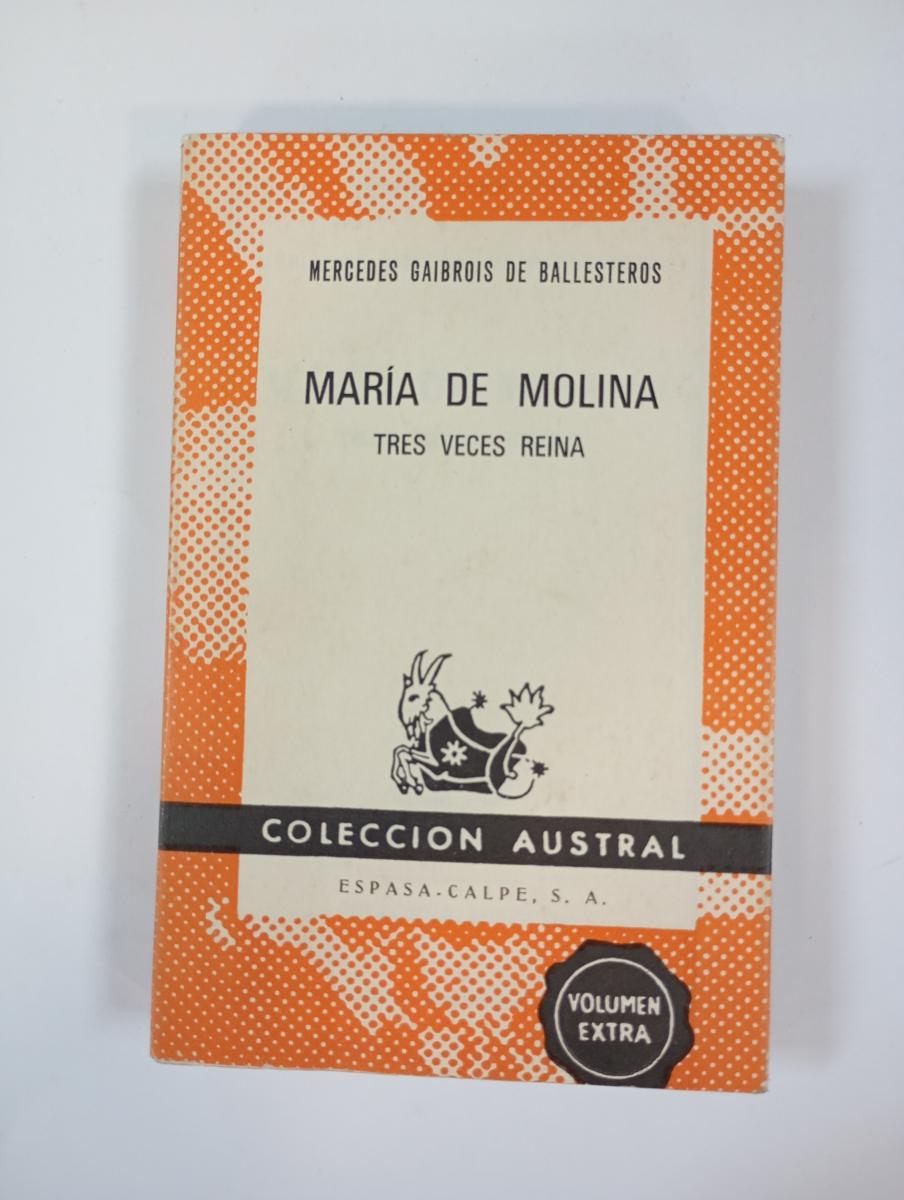 MERCEDES GAIBROIS DE BALLESTEROS
MARÍA DE MOLINA
TRES VECES REINA
COLECCION AUSTRAL
ESPASA-CALPE, S. A.
VOLUMEN
EXTRA